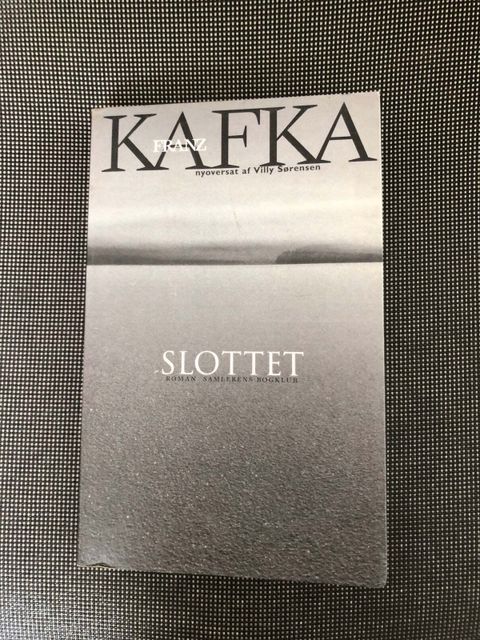 FRANZ
KAFKA
nyoversat af Villy Sørensen
SLOTTET
ROMAN SAMLERENS BOGKLUB